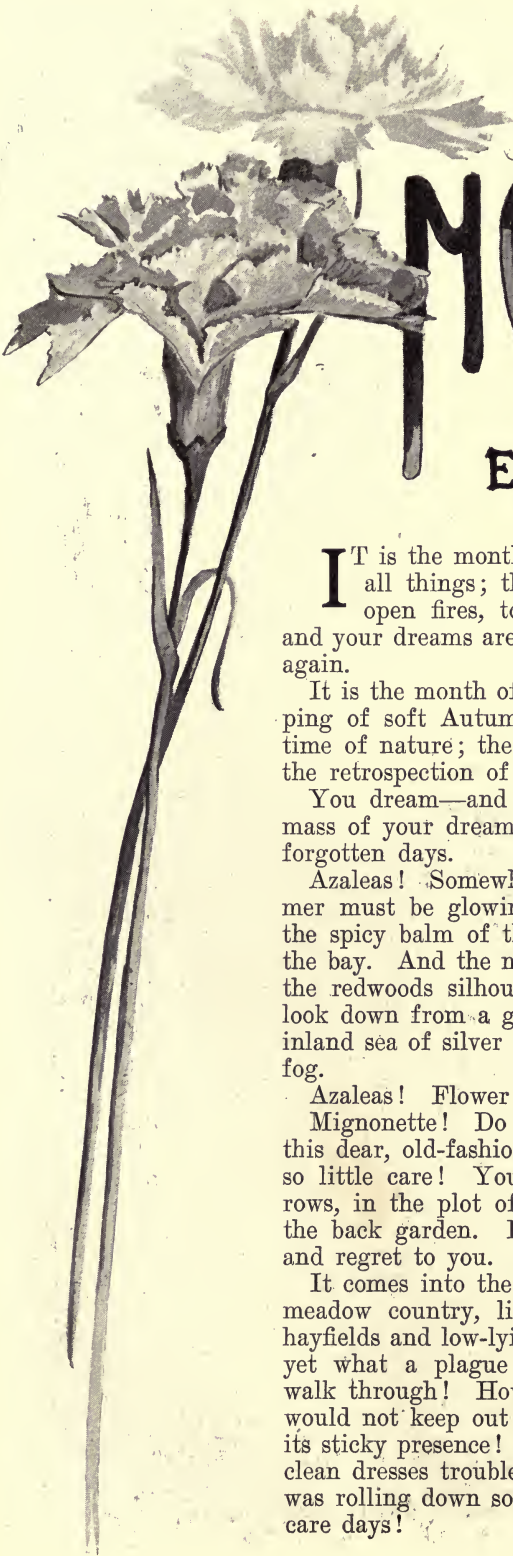 M
E
IT is the mont
all things; t
open fires, t
and your dreams are
again.
It is the month of
ping of soft Autum
time of nature; the
the retrospection of
You dream—and
mass of your dream
forgotten days.
Azaleas! Somew
mer must be glowi
the spicy balm of t
the bay. And the
the redwoods silhou
look down from a g
inland sea of silver
fog.
Azaleas! Flower
Mignonette! Do
this dear, old-fashio
so little care! You
rows, in the plot of
the back garden.
and regret to you.
It comes into the
meadow country, li
hayfields and low-lyi
yet what a plague
walk through! Ho
would not keep out
its sticky presence!
clean dresses trouble
was rolling down so
care days!